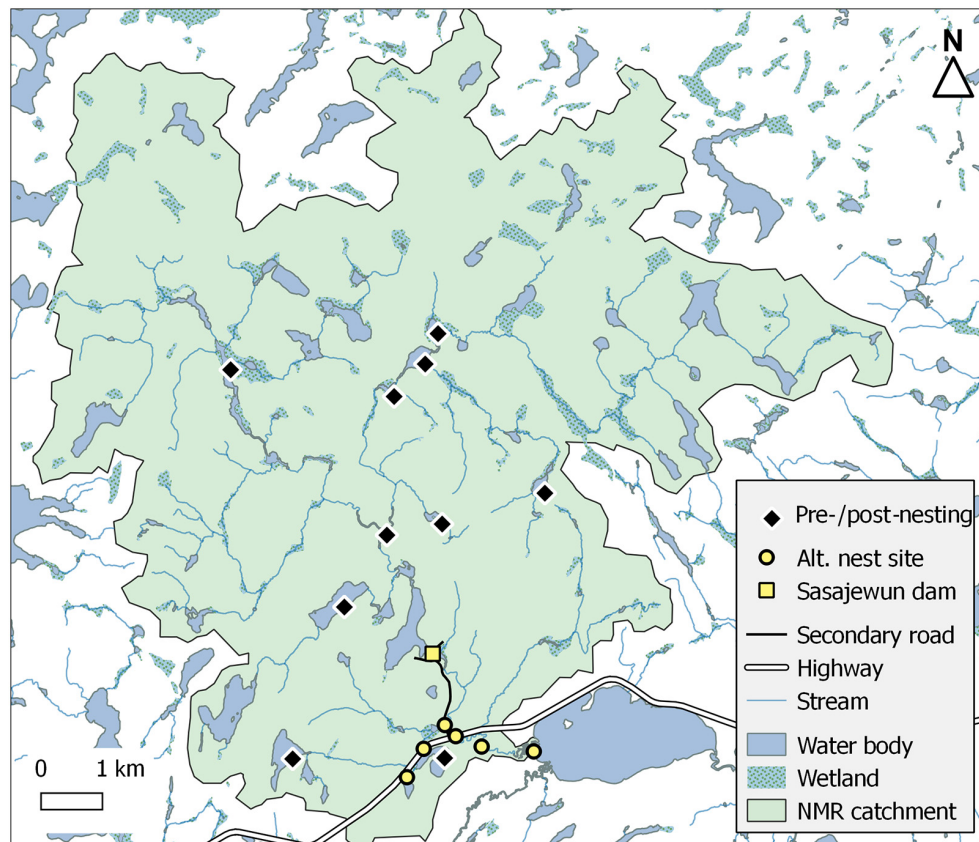 N
Pre-/post-nesting
Alt. nest site
Sasajewun dam
Secondary road
Highway
Stream
Water body
Wetland
NMR catchment
0 1 km